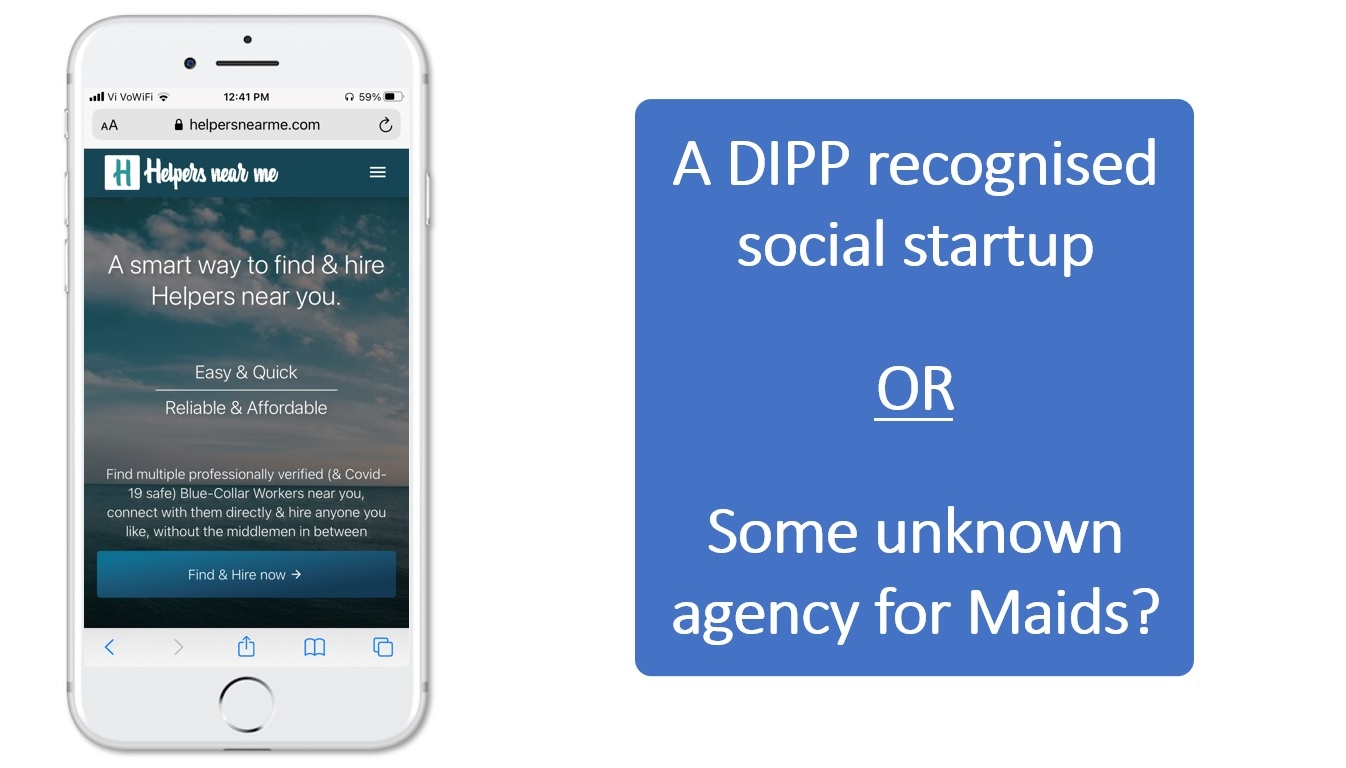 Vi VoWiFi 12:41 PM 59%
AA helpersnearme.com
H Helpers near me
A smart way to find & hire
Helpers near you.
Easy & Quick
Reliable & Affordable
Find multiple professionally verified (& Covid-
19 safe) Blue-Collar Workers near you,
connect with them directly & hire anyone you
like, without the middlemen in between
Find & Hire now →
A DIPP recognised
social startup
OR
Some unknown
agency for Maids?